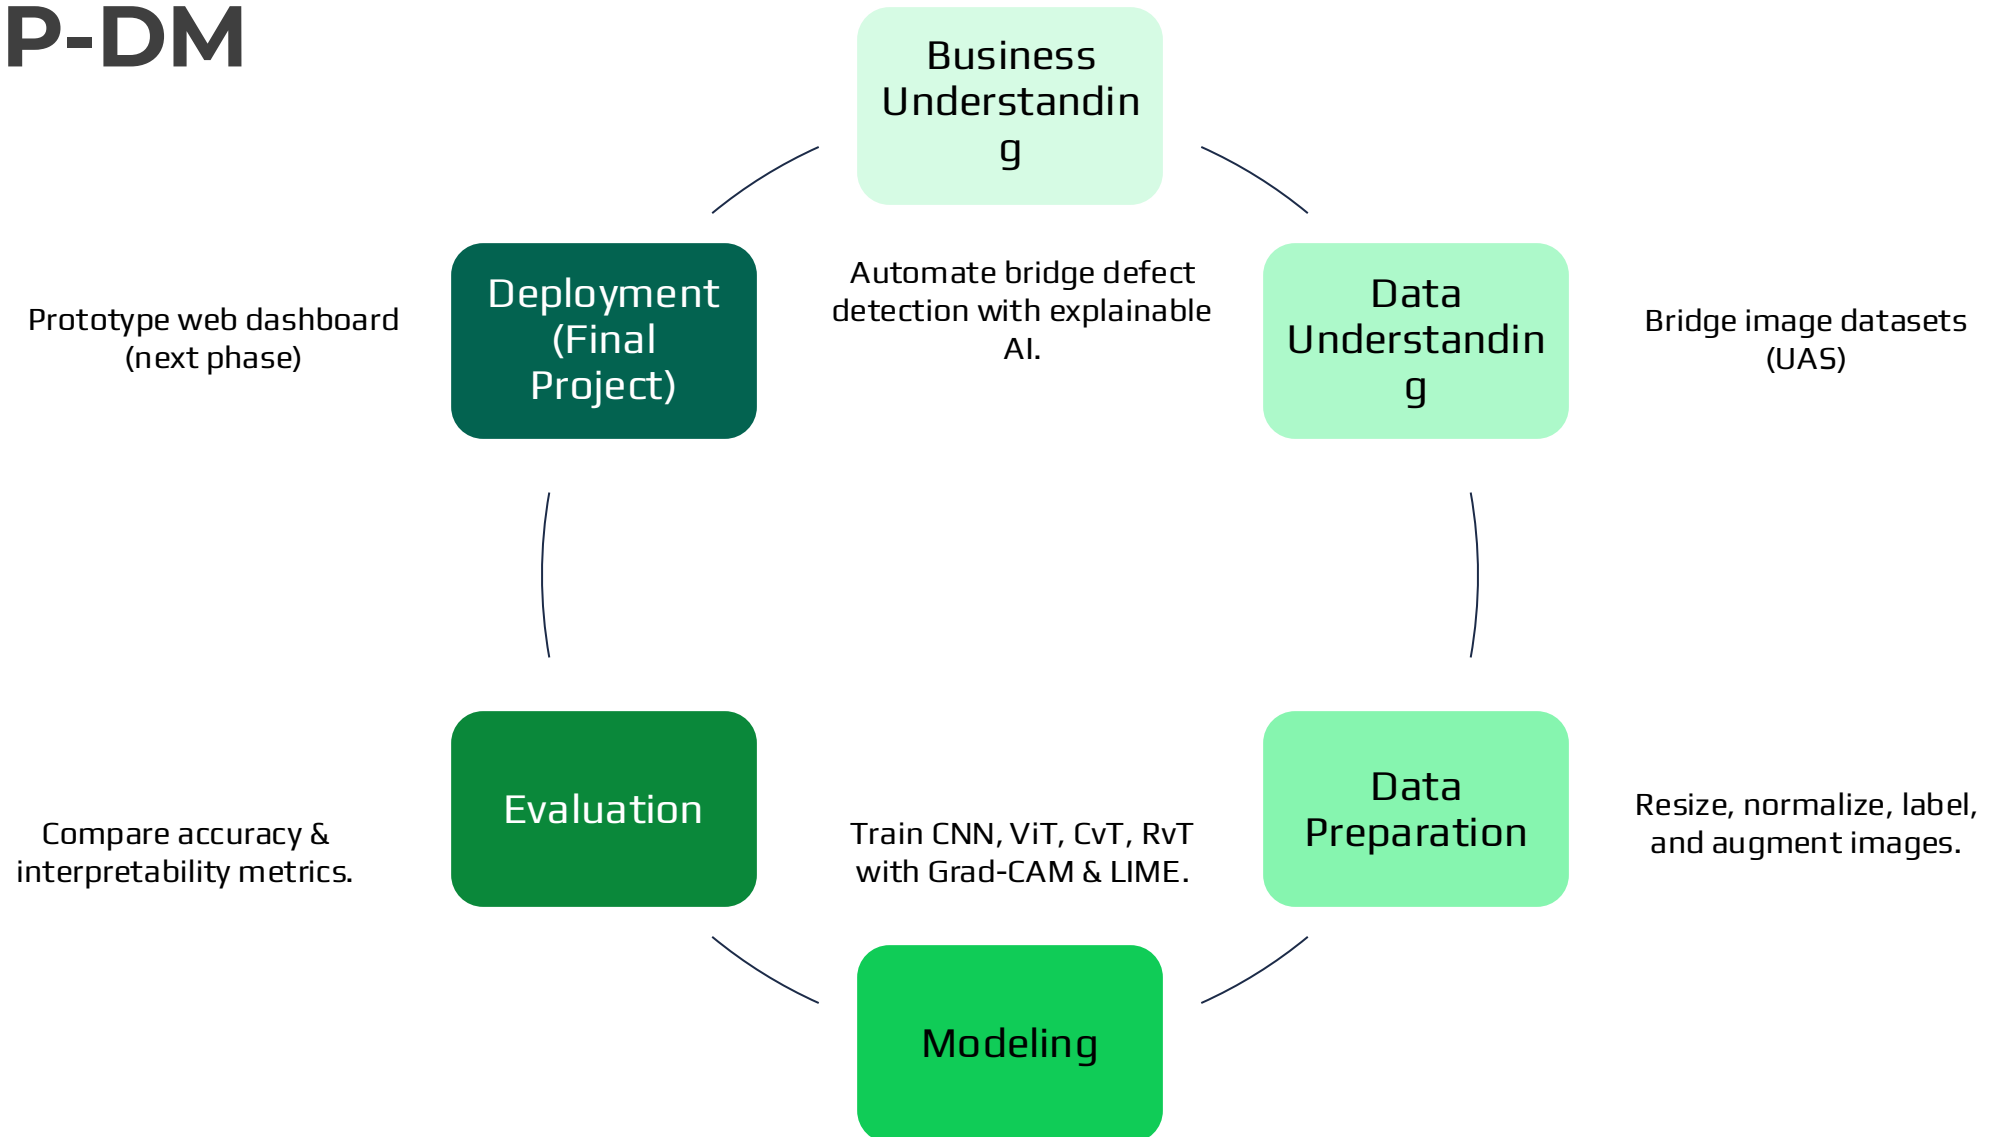 P-DM
Business
Understandin
g
Automate bridge defect
detection with explainable
AI.
Data
Understandin
g
Bridge image datasets
(UAS)
Data
Preparation
Resize, normalize, label,
and augment images.
Modeling
Train CNN, ViT, CvT, RvT
with Grad-CAM & LIME.
Evaluation
Compare accuracy &
interpretability metrics.
Deployment
(Final
Project)
Prototype web dashboard
(next phase)